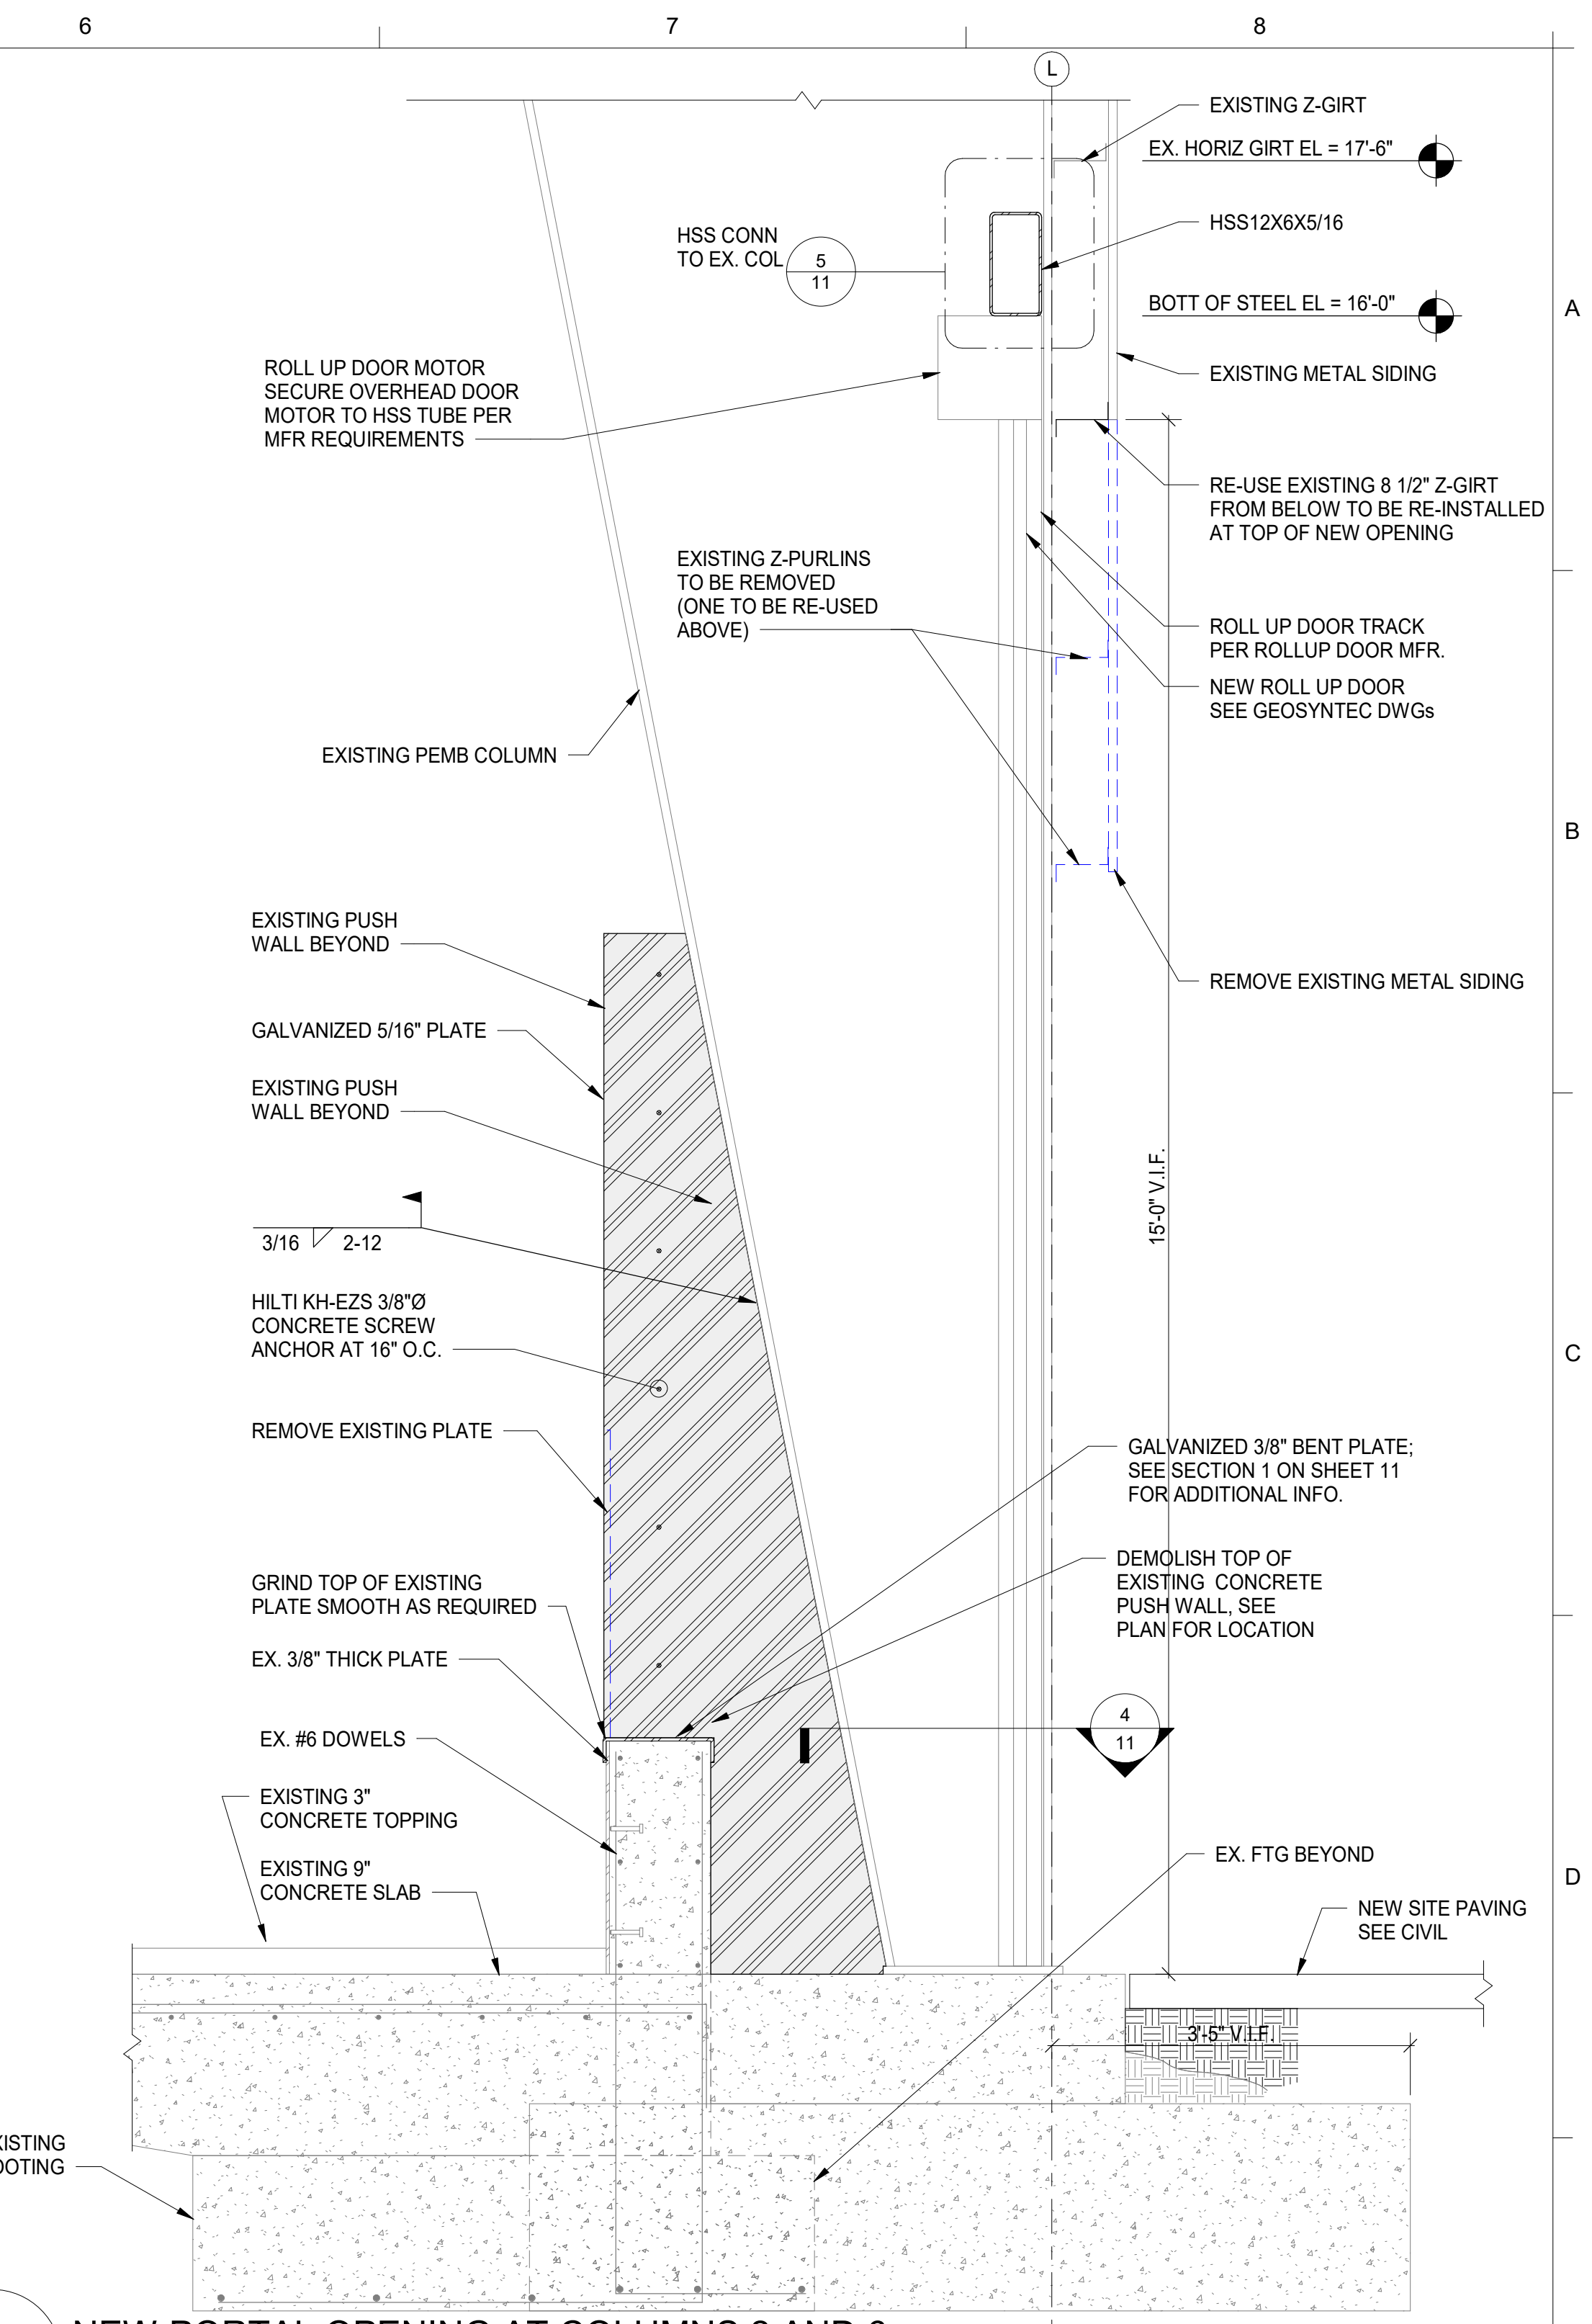 6
7
8
L
EXISTING Z-GIRT
EX. HORIZ GIRT EL = 17'-6"
HSS12X6X5/16
HSS CONN
TO EX. COL
5
11
BOTT OF STEEL EL = 16'-0"
A
EXISTING METAL SIDING
ROLL UP DOOR MOTOR
SECURE OVERHEAD DOOR
MOTOR TO HSS TUBE PER
MFR REQUIREMENTS
RE-USE EXISTING 8 1/2" Z-GIRT
FROM BELOW TO BE RE-INSTALLED
AT TOP OF NEW OPENING
EXISTING Z-PURLINS
TO BE REMOVED
(ONE TO BE RE-USED
ABOVE)
ROLL UP DOOR TRACK
PER ROLLUP DOOR MFR.
NEW ROLL UP DOOR
SEE GEOSYNTEC DWGs
EXISTING PEMB COLUMN
B
EXISTING PUSH
WALL BEYOND
REMOVE EXISTING METAL SIDING
GALVANIZED 5/16" PLATE
EXISTING PUSH
WALL BEYOND
15'-0" V.I.F.
3/16
2-12
HILTI KH-EZS 3/8"Ø
CONCRETE SCREW
ANCHOR AT 16" O.C.
C
REMOVE EXISTING PLATE
GALVANIZED 3/8" BENT PLATE;
SEE SECTION 1 ON SHEET 11
FOR ADDITIONAL INFO.
GRIND TOP OF EXISTING
PLATE SMOOTH AS REQUIRED
DEMOLISH TOP OF
EXISTING CONCRETE
PUSH WALL, SEE
PLAN FOR LOCATION
EX. 3/8" THICK PLATE
4
11
EX. #6 DOWELS
EXISTING 3"
CONCRETE TOPPING
EX. FTG BEYOND
EXISTING 9"
CONCRETE SLAB
D
NEW SITE PAVING
SEE CIVIL
3'-5" V.I.F.
XISTING
OOTING